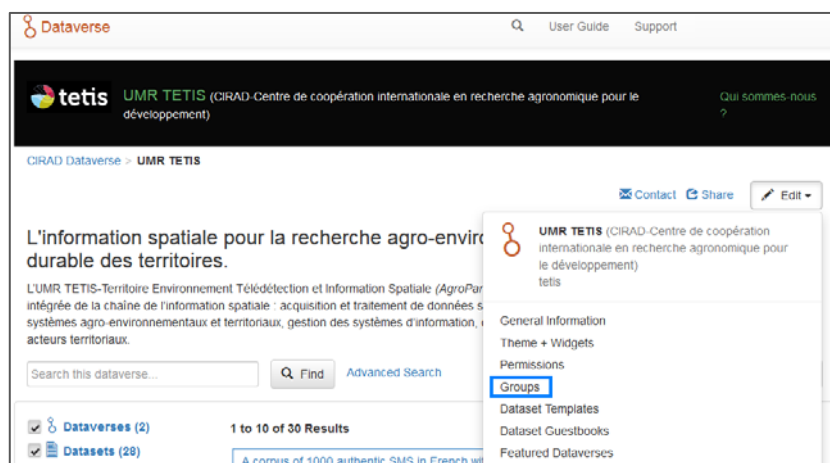 Dataverse
User Guide
Support
tetis
UMR TETIS (CIRAD-Centre de coopération internationale en recherche agronomique pour le
développement)
Qui sommes-nous
?
CIRAD Dataverse > UMR TETIS
Contact
Share
Edit
L'information spatiale pour la recherche agro-enviro
durable des territoires.
L'UMR TETIS-Territoire Environnement Télédétection et Information Spatiale (AgroPar
intégrée de la chaîne de l'information spatiale : acquisition et traitement de données s
systèmes agro-environnementaux et territoriaux, gestion des systèmes d'information,
acteurs territoriaux.
Search this dataverse...
Find
Advanced Search
Dataverses (2)
Datasets (28)
1 to 10 of 30 Results
A corpus of 1000 authentic SMS in French wit
UMR TETIS (CIRAD-Centre de coopération
internationale en recherche agronomique pour
le développement)
tetis
General Information
Theme + Widgets
Permissions
Groups
Dataset Templates
Dataset Guestbooks
Featured Dataverses